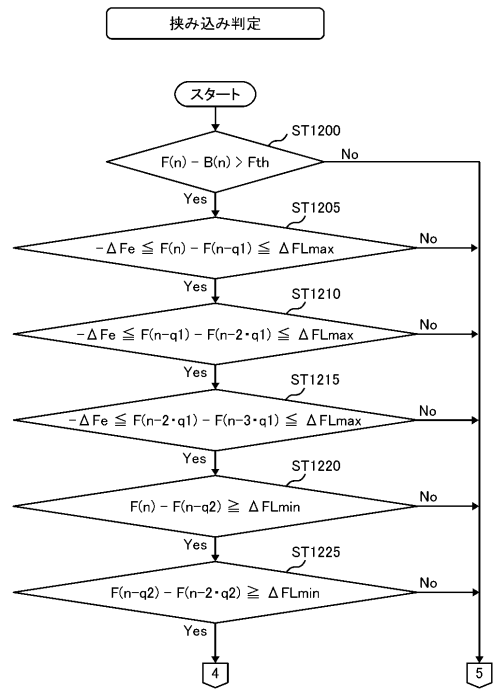 挟み込み判定
スタート
ST1200
F(n) - B(n) > Fth
No
Yes
ST1205
-ΔFe ≦ F(n) - F(n-q1) ≦ ΔFLmax
No
Yes
ST1210
-ΔFe ≦ F(n-q1) - F(n-2・q1) ≦ ΔFLmax
No
Yes
ST1215
-ΔFe ≦ F(n-2・q1) - F(n-3・q1) ≦ ΔFLmax
No
Yes
ST1220
F(n) - F(n-q2) ≧ ΔFLmin
No
Yes
ST1225
F(n-q2) - F(n-2・q2) ≧ ΔFLmin
No
Yes
4
5